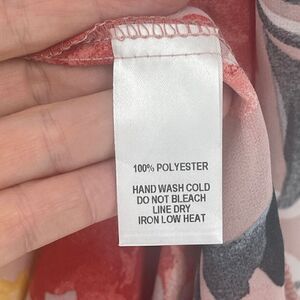 100% POLYESTER
HAND WASH COLD
DO NOT BLEACH
LINE DRY
IRON LOW HEAT